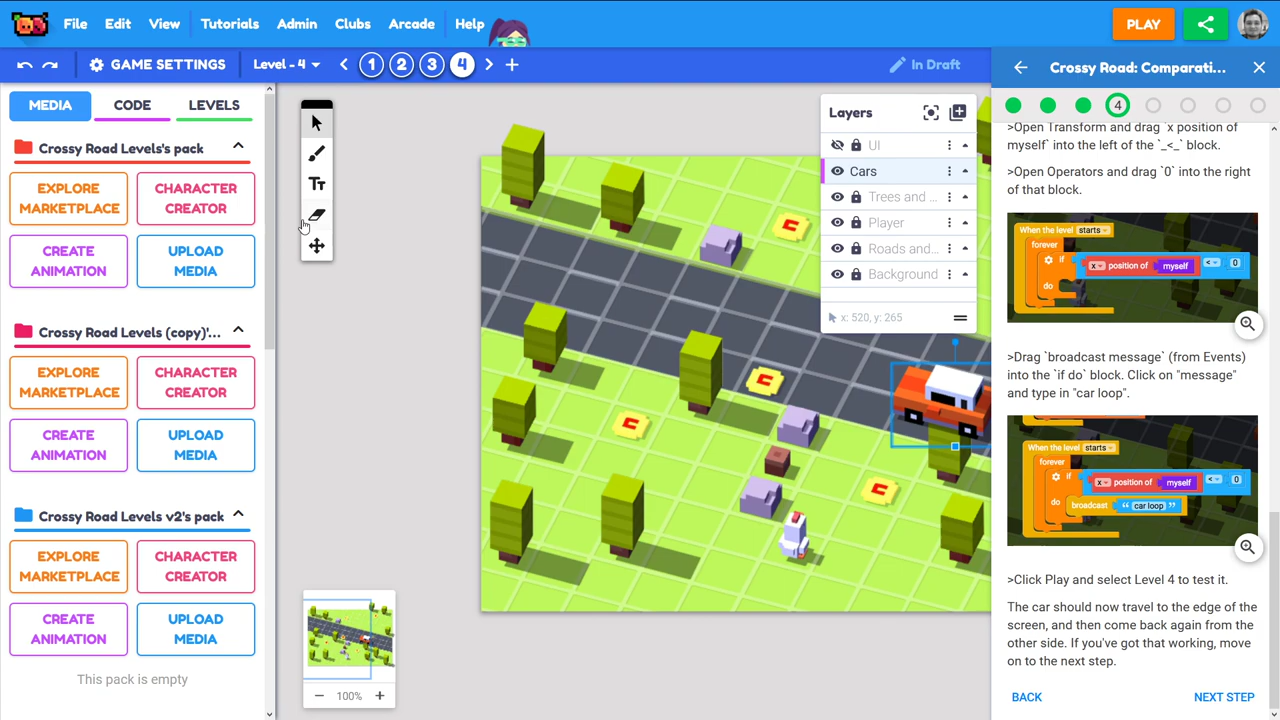 File Edit View Tutorials Admin Clubs Arcade Help PLAY
GAME SETTINGS Level - 4 1 2 3 4 In Draft
Crossy Road: Comparati...
MEDIA CODE LEVELS
4
Crossy Road Levels's pack
EXPLORE MARKETPLACE
CHARACTER CREATOR
CREATE ANIMATION
UPLOAD MEDIA
Crossy Road Levels (copy)'...
EXPLORE MARKETPLACE
CHARACTER CREATOR
CREATE ANIMATION
UPLOAD MEDIA
Crossy Road Levels v2's pack
EXPLORE MARKETPLACE
CHARACTER CREATOR
CREATE ANIMATION
UPLOAD MEDIA
This pack is empty
Tт
100%
Layers
UI
Cars
Trees and ...
Player
Roads and...
Background
x: 520, y: 265
>Open Transform and drag `x position of
myself` into the left of the `_<_` block.
>Open Operators and drag `0` into the right
of that block.
When the level starts
forever
if x position of myself < 0
do
>Drag `broadcast message` (from Events)
into the `if do` block. Click on "message"
and type in "car loop".
When the level starts
forever
if x position of myself < 0
do broadcast “ car loop ”
>Click Play and select Level 4 to test it.
The car should now travel to the edge of the
screen, and then come back again from the
other side. If you've got that working, move
on to the next step.
BACK NEXT STEP